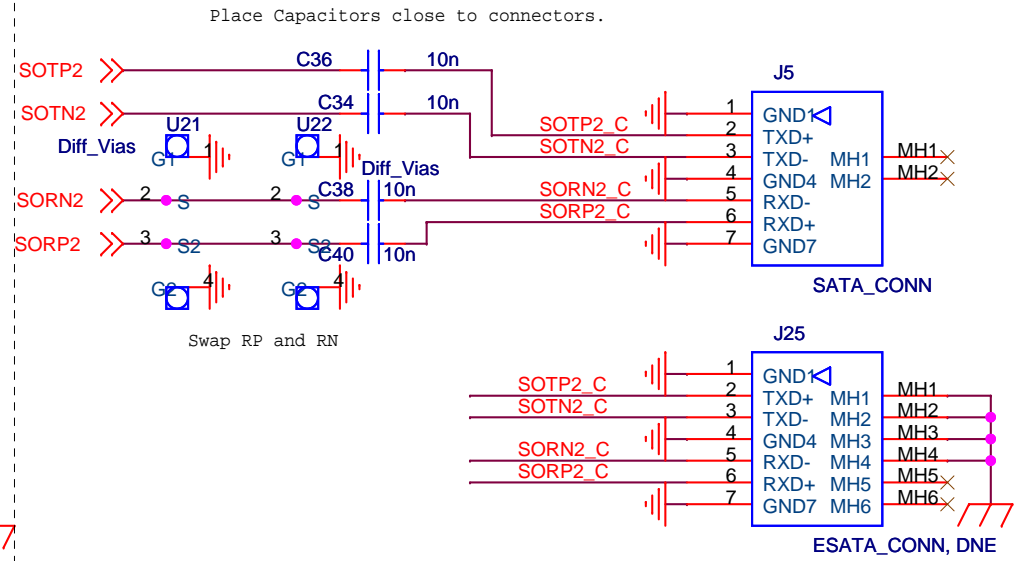 Place Capacitors close to connectors.
C36 10n
SOTP2
J5
C34 10n
SOTN2
U21 U22
Diff_Vias
G1 1 G1 1
Diff_Vias
SOTP2_C
SOTN2_C
1 GND1
2 TXD+
3 TXD- MH1 MH1
4 GND4 MH2 MH2
5 RXD-
6 RXD+
7 GND7
SORN2 2 S 2 S C38 10n SORN2_C
SORP2_C
SORP2 3 S2 3 S2 C40 10n
G2 4 G2 4
SATA_CONN
Swap RP and RN
J25
SOTP2_C
SOTN2_C
SORN2_C
SORP2_C
1 GND1
2 TXD+ MH1 MH1
3 TXD- MH2 MH2
4 GND4 MH3 MH3
5 RXD- MH4 MH4
6 RXD+ MH5 MH5
7 GND7 MH6 MH6
ESATA_CONN, DNE